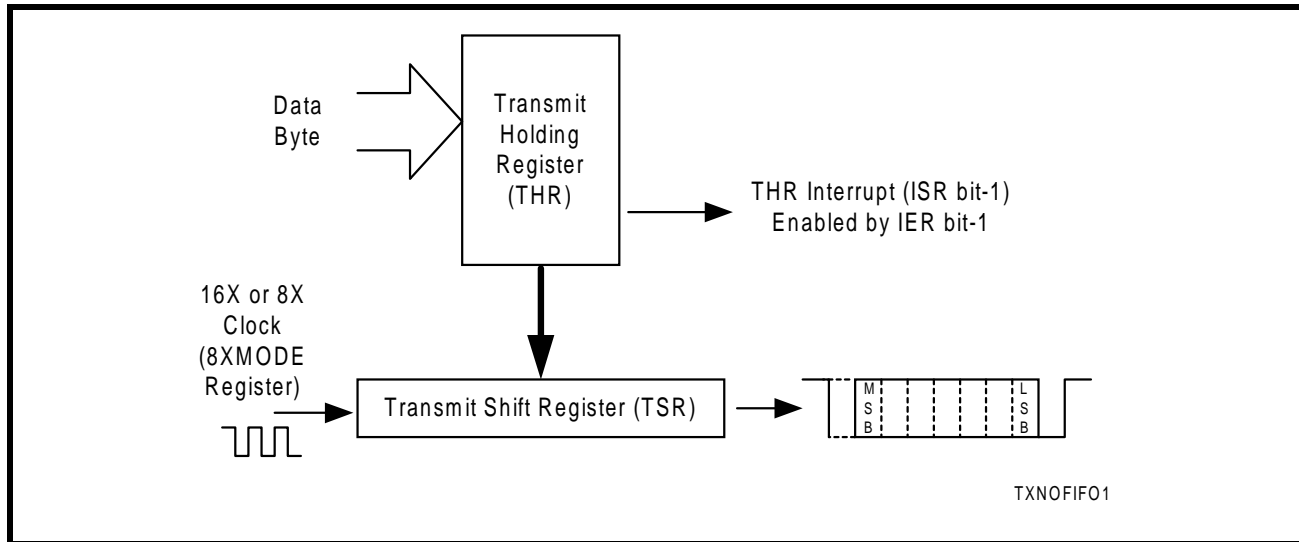 Data
Byte
Transmit
Holding
Register
(THR)
THR Interrupt (ISR bit-1)
Enabled by IER bit-1
16X or 8X
Clock
(8XMODE
Register)
Transmit Shift Register (TSR)
M
S
B
L
S
B
TXNOFIFO1